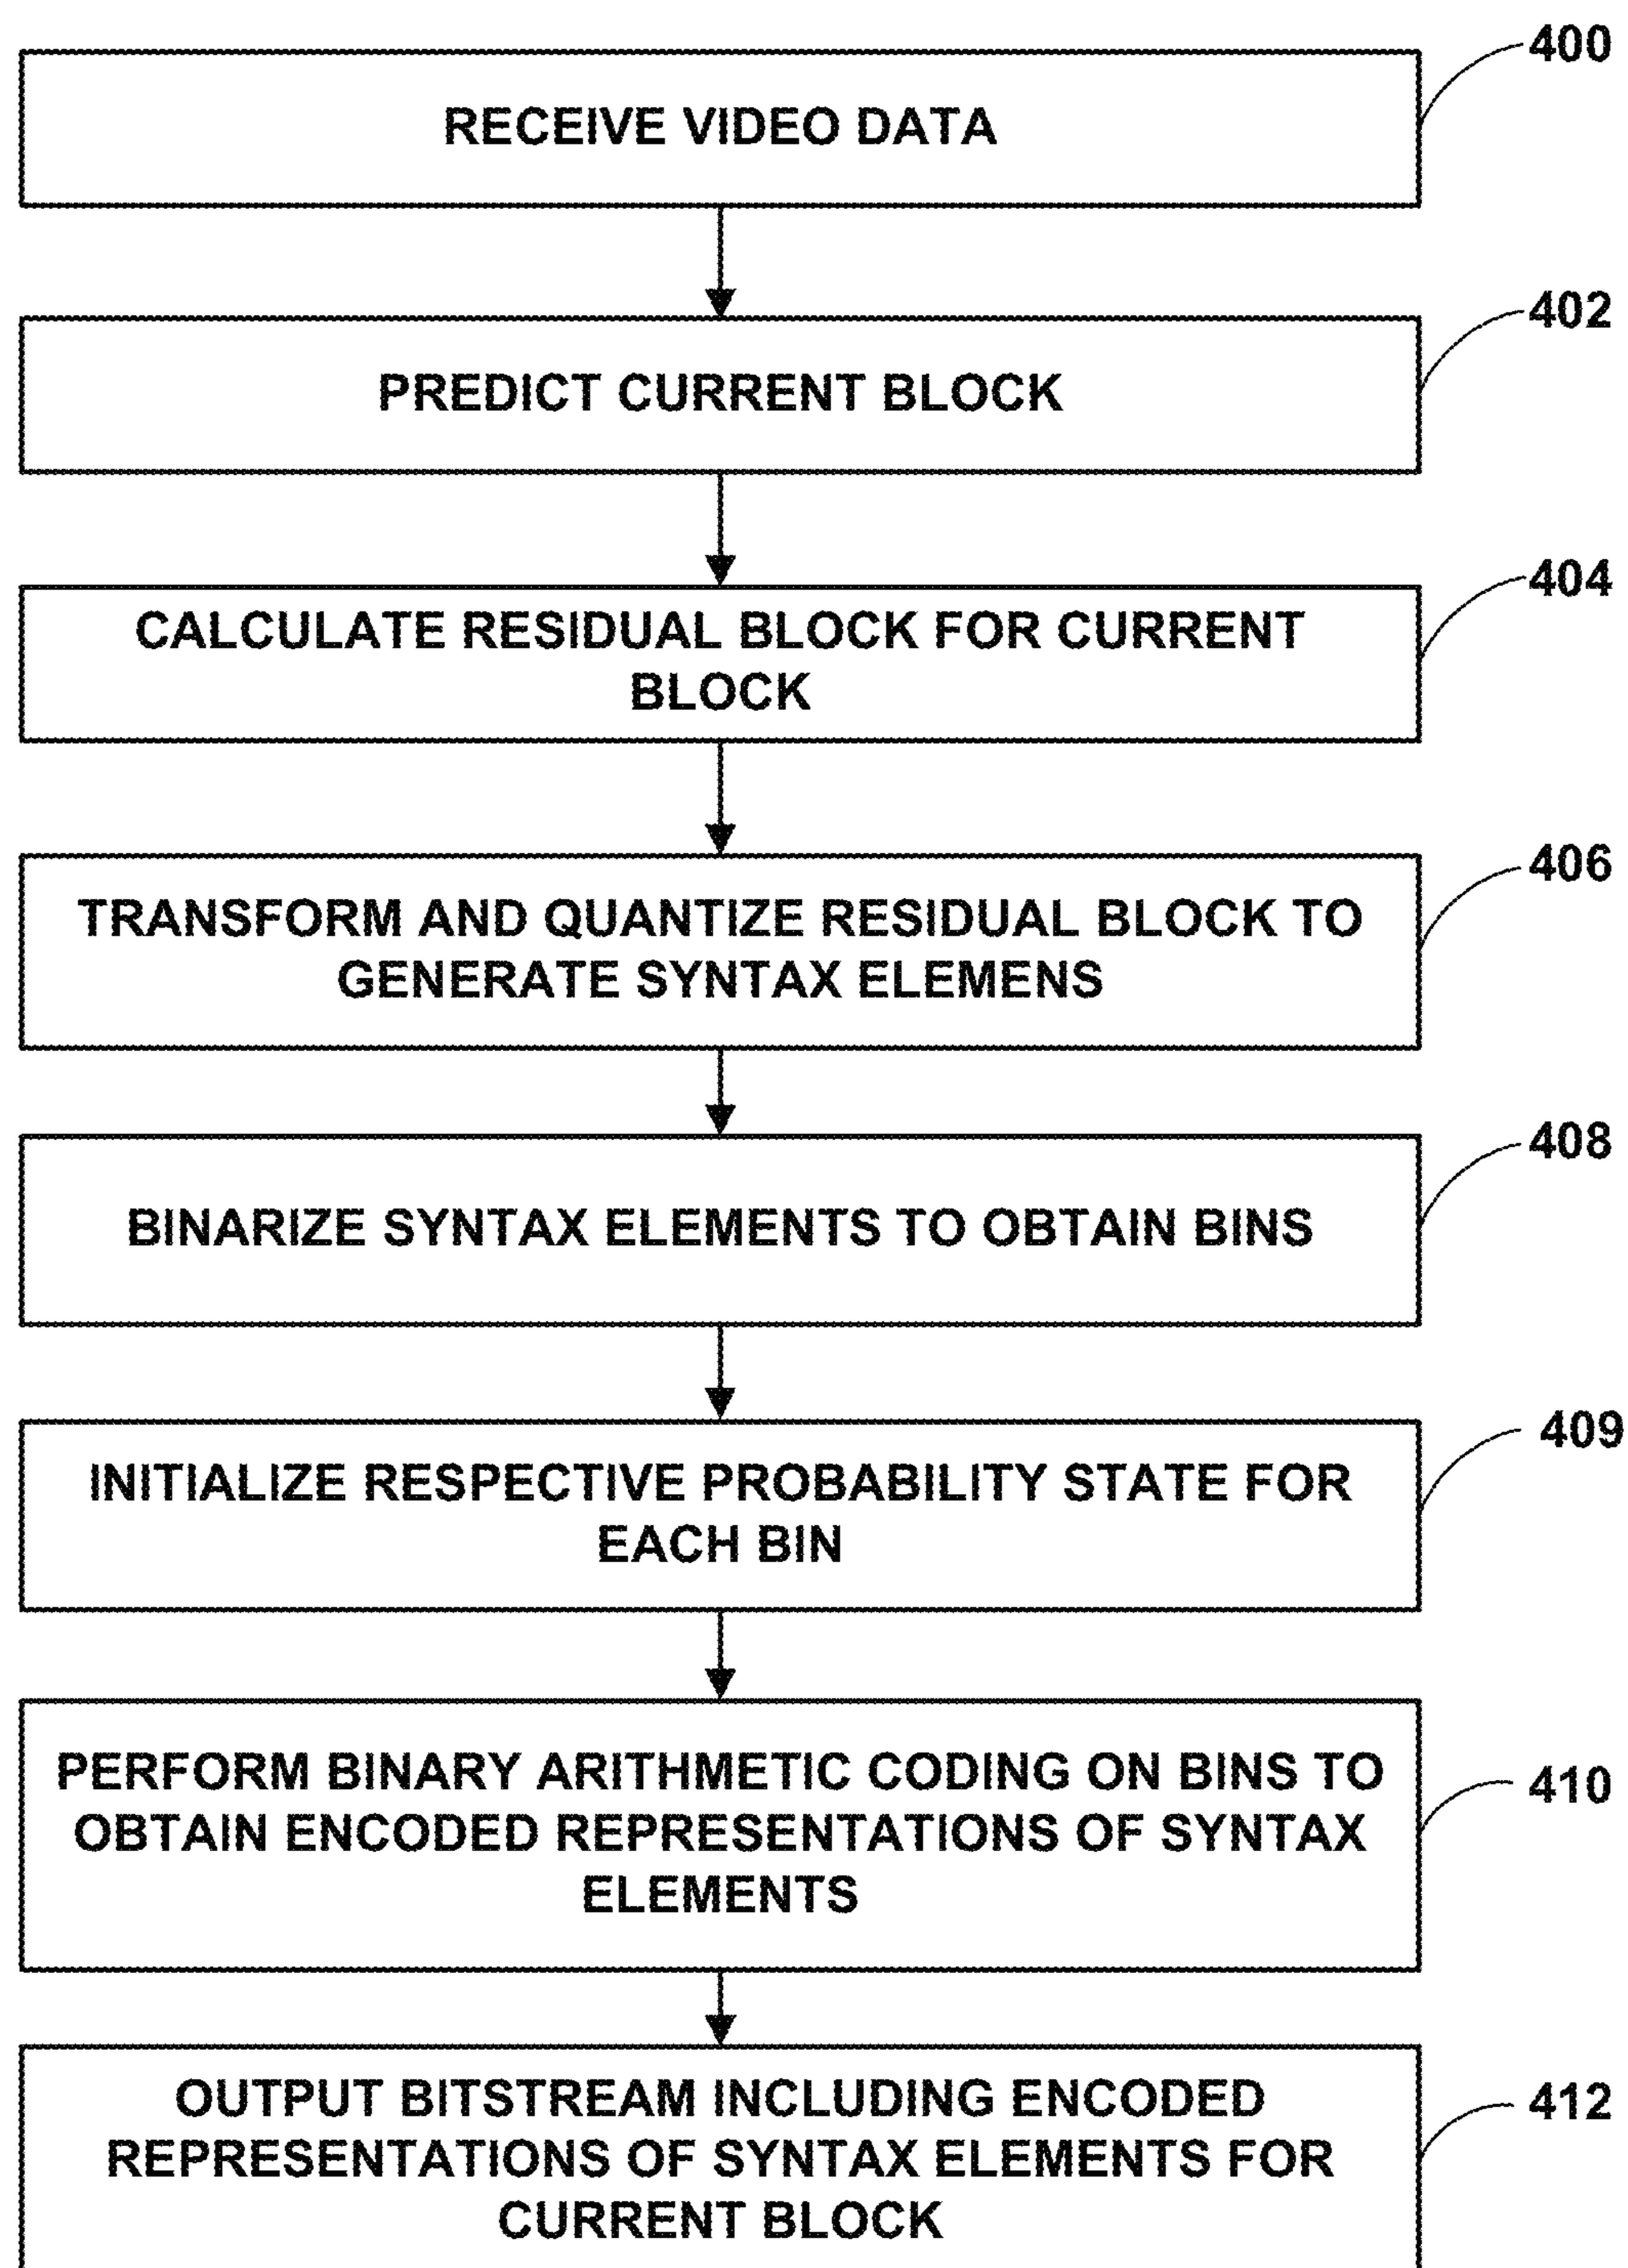 400
RECEIVE VIDEO DATA
402
PREDICT CURRENT BLOCK
404
CALCULATE RESIDUAL BLOCK FOR CURRENT
BLOCK
406
TRANSFORM AND QUANTIZE RESIDUAL BLOCK TO
GENERATE SYNTAX ELEMENS
408
BINARIZE SYNTAX ELEMENTS TO OBTAIN BINS
409
INITIALIZE RESPECTIVE PROBABILITY STATE FOR
EACH BIN
410
PERFORM BINARY ARITHMETIC CODING ON BINS TO
OBTAIN ENCODED REPRESENTATIONS OF SYNTAX
ELEMENTS
412
OUTPUT BITSTREAM INCLUDING ENCODED
REPRESENTATIONS OF SYNTAX ELEMENTS FOR
CURRENT BLOCK